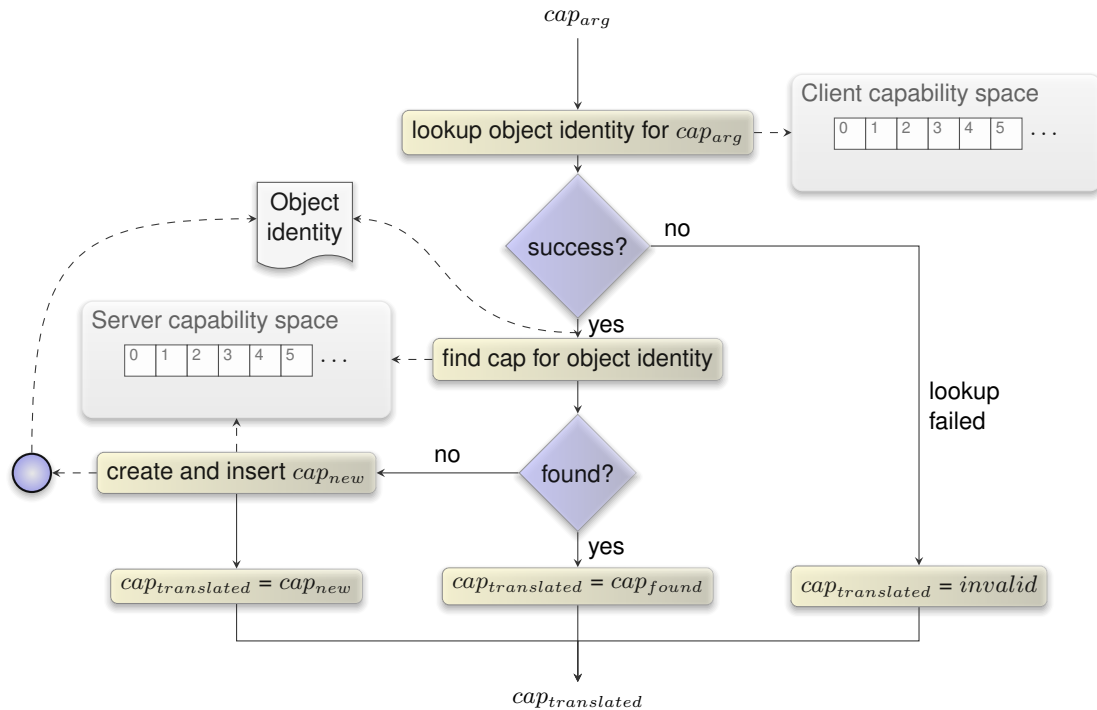 cap_arg
lookup object identity for cap_arg
Client capability space
0 1 2 3 4 5 ...
Object
identity
success?
no
yes
Server capability space
0 1 2 3 4 5 ...
find cap for object identity
lookup
failed
create and insert cap_new
no
found?
yes
cap_translated = cap_new
cap_translated = cap_found
cap_translated = invalid
cap_translated